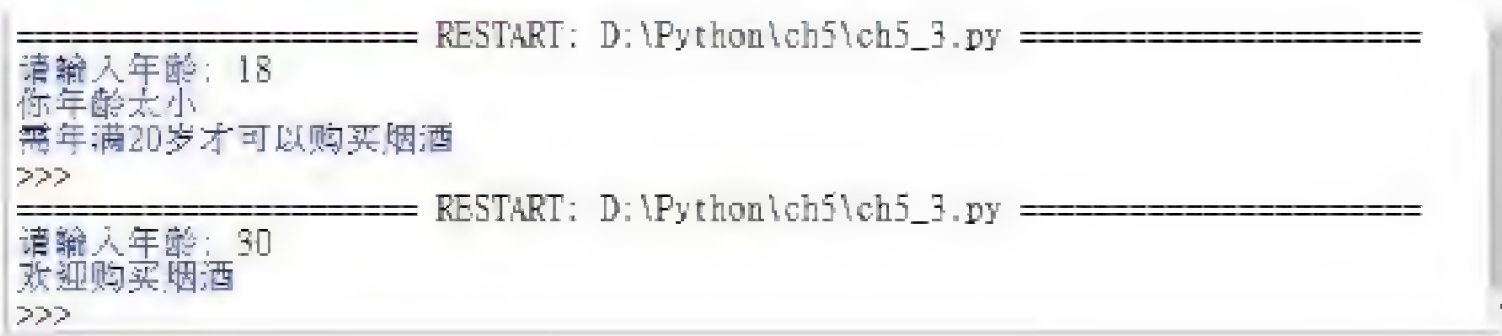 ==================== RESTART: D:\Python\ch5\ch5_3.py ====================
请输入年龄: 18
你年龄太小
需年满20岁才可以购买烟酒
>>>
==================== RESTART: D:\Python\ch5\ch5_3.py ====================
请输入年龄: 30
欢迎购买烟酒
>>>